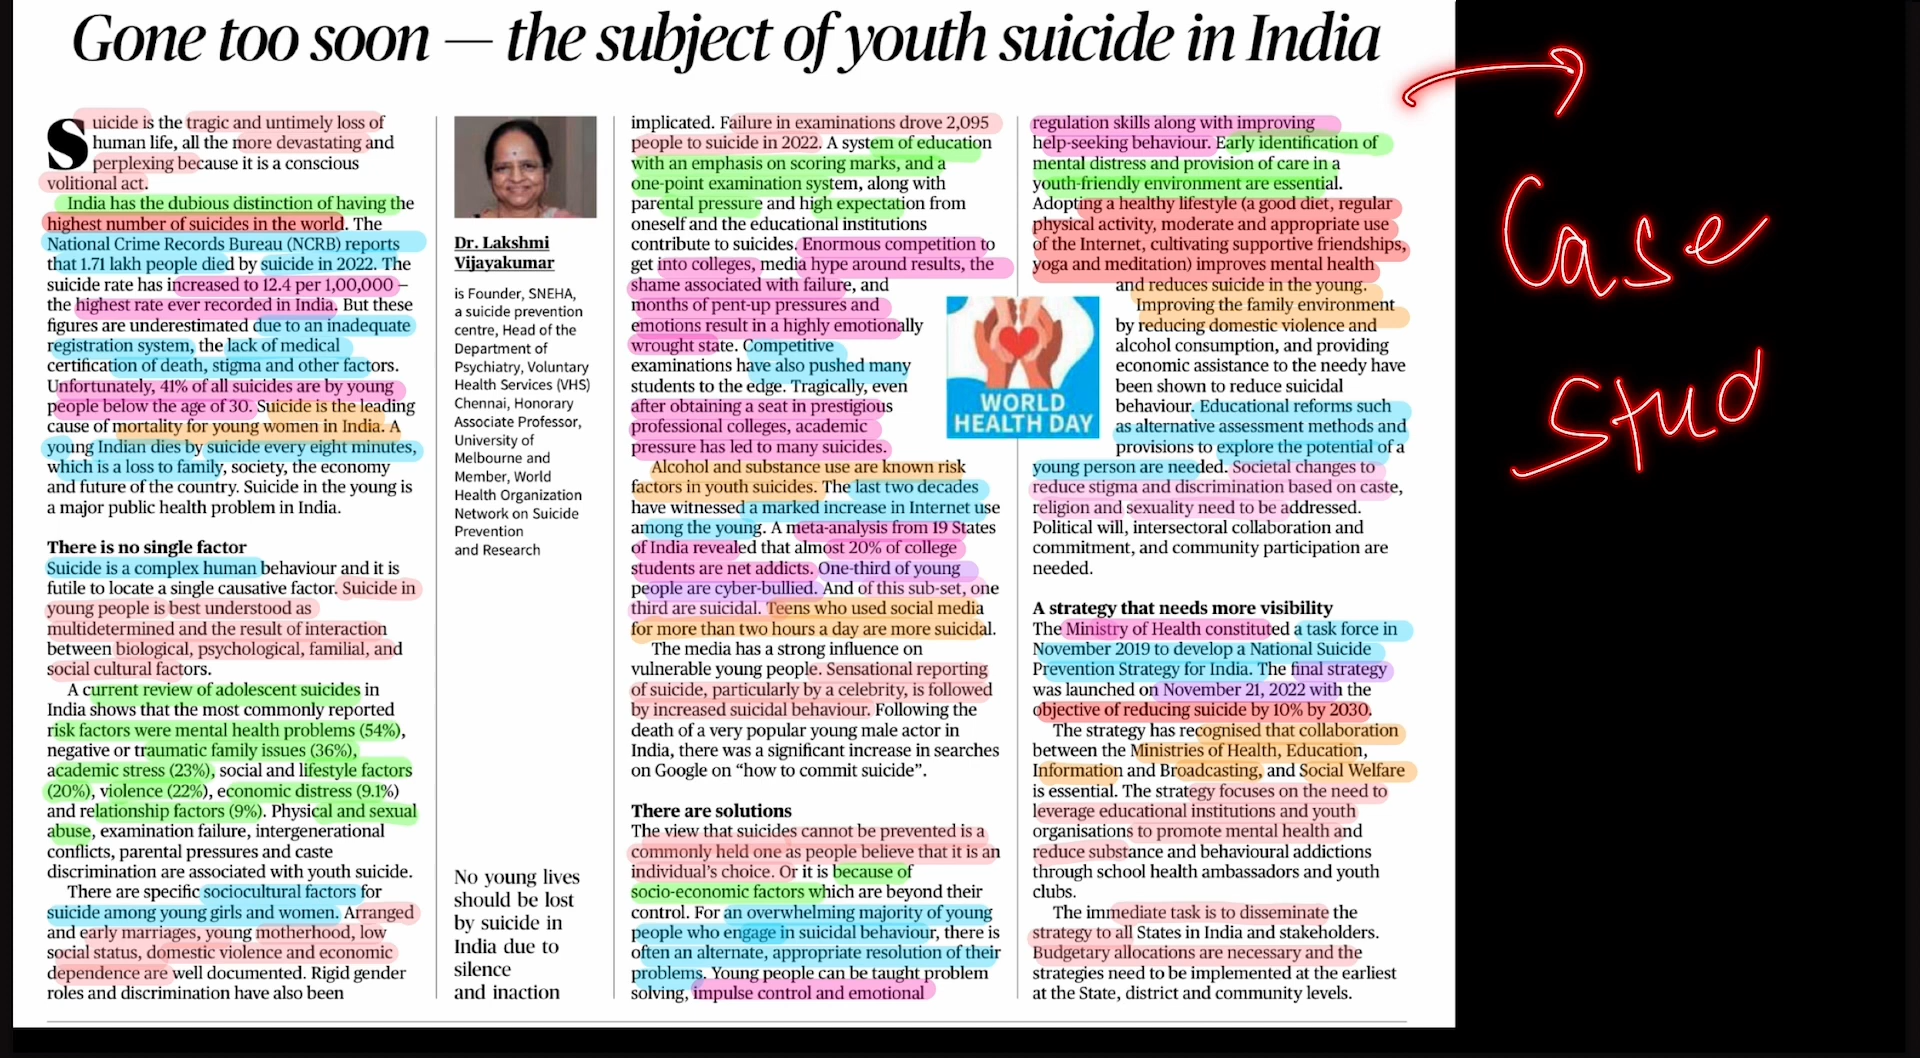 Gone too soon — the subject of youth suicide in India
Suicide is the tragic and untimely loss of
human life, all the more devastating and
perplexing because it is a conscious
volitional act.
India has the dubious distinction of having the
highest number of suicides in the world. The
National Crime Records Bureau (NCRB) reports
that 1.71 lakh people died by suicide in 2022. The
suicide rate has increased to 12.4 per 1,00,000 —
the highest rate ever recorded in India. But these
figures are underestimated due to an inadequate
registration system, the lack of medical
certification of death, stigma and other factors.
Unfortunately, 41% of all suicides are by young
people below the age of 30. Suicide is the leading
cause of mortality for young women in India. A
young Indian dies by suicide every eight minutes,
which is a loss to family, society, the economy
and future of the country. Suicide in the young is
a major public health problem in India.
There is no single factor
Suicide is a complex human behaviour and it is
futile to locate a single causative factor. Suicide in
young people is best understood as
multidetermined and the result of interaction
between biological, psychological, familial, and
social cultural factors.
A current review of adolescent suicides in
India shows that the most commonly reported
risk factors were mental health problems (54%),
negative or traumatic family issues (36%),
academic stress (23%), social and lifestyle factors
(20%), violence (22%), economic distress (9.1%)
and relationship factors (9%). Physical and sexual
abuse, examination failure, intergenerational
conflicts, parental pressures and caste
discrimination are associated with youth suicide.
There are specific sociocultural factors for
suicide among young girls and women. Arranged
and early marriages, young motherhood, low
social status, domestic violence and economic
dependence are well documented. Rigid gender
roles and discrimination have also been
Dr. Lakshmi
Vijayakumar
is Founder, SNEHA,
a suicide prevention
centre, Head of the
Department of
Psychiatry, Voluntary
Health Services (VHS)
Chennai, Honorary
Associate Professor,
University of
Melbourne and
Member, World
Health Organization
Network on Suicide
Prevention
and Research
No young lives
should be lost
by suicide in
India due to
silence
and inaction
implicated. Failure in examinations drove 2,095
people to suicide in 2022. A system of education
with an emphasis on scoring marks, and a
one-point examination system, along with
parental pressure and high expectation from
oneself and the educational institutions
contribute to suicides. Enormous competition to
get into colleges, media hype around results, the
shame associated with failure, and
months of pent-up pressures and
emotions result in a highly emotionally
wrought state. Competitive
examinations have also pushed many
students to the edge. Tragically, even
after obtaining a seat in prestigious
professional colleges, academic
pressure has led to many suicides.
Alcohol and substance use are known risk
factors in youth suicides. The last two decades
have witnessed a marked increase in Internet use
among the young. A meta-analysis from 19 States
of India revealed that almost 20% of college
students are net addicts. One-third of young
people are cyber-bullied. And of this sub-set, one
third are suicidal. Teens who used social media
for more than two hours a day are more suicidal.
The media has a strong influence on
vulnerable young people. Sensational reporting
of suicide, particularly by a celebrity, is followed
by increased suicidal behaviour. Following the
death of a very popular young male actor in
India, there was a significant increase in searches
on Google on “how to commit suicide”.
There are solutions
The view that suicides cannot be prevented is a
commonly held one as people believe that it is an
individual’s choice. Or it is because of
socio-economic factors which are beyond their
control. For an overwhelming majority of young
people who engage in suicidal behaviour, there is
often an alternate, appropriate resolution of their
problems. Young people can be taught problem
solving, impulse control and emotional
WORLD
HEALTH DAY
regulation skills along with improving
help-seeking behaviour. Early identification of
mental distress and provision of care in a
youth-friendly environment are essential.
Adopting a healthy lifestyle (a good diet, regular
physical activity, moderate and appropriate use
of the Internet, cultivating supportive friendships,
yoga and meditation) improves mental health
and reduces suicide in the young.
Improving the family environment
by reducing domestic violence and
alcohol consumption, and providing
economic assistance to the needy have
been shown to reduce suicidal
behaviour. Educational reforms such
as alternative assessment methods and
provisions to explore the potential of a
young person are needed. Societal changes to
reduce stigma and discrimination based on caste,
religion and sexuality need to be addressed.
Political will, intersectoral collaboration and
commitment, and community participation are
needed.
A strategy that needs more visibility
The Ministry of Health constituted a task force in
November 2019 to develop a National Suicide
Prevention Strategy for India. The final strategy
was launched on November 21, 2022 with the
objective of reducing suicide by 10% by 2030.
The strategy has recognised that collaboration
between the Ministries of Health, Education,
Information and Broadcasting, and Social Welfare
is essential. The strategy focuses on the need to
leverage educational institutions and youth
organisations to promote mental health and
reduce substance and behavioural addictions
through school health ambassadors and youth
clubs.
The immediate task is to disseminate the
strategy to all States in India and stakeholders.
Budgetary allocations are necessary and the
strategies need to be implemented at the earliest
at the State, district and community levels.
Case
Stud